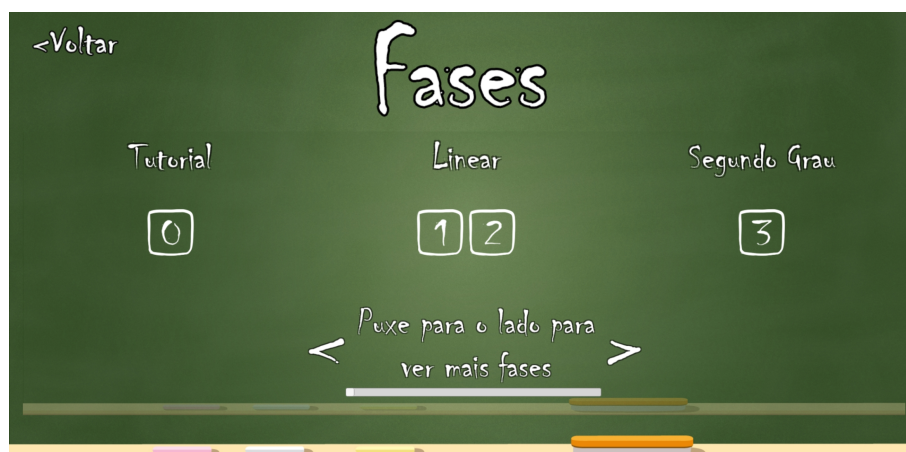 <Voltar
Fases
Tutorial
Linear
Segundo Grau
0
1 2
3
< Puxe para o lado para >
ver mais fases